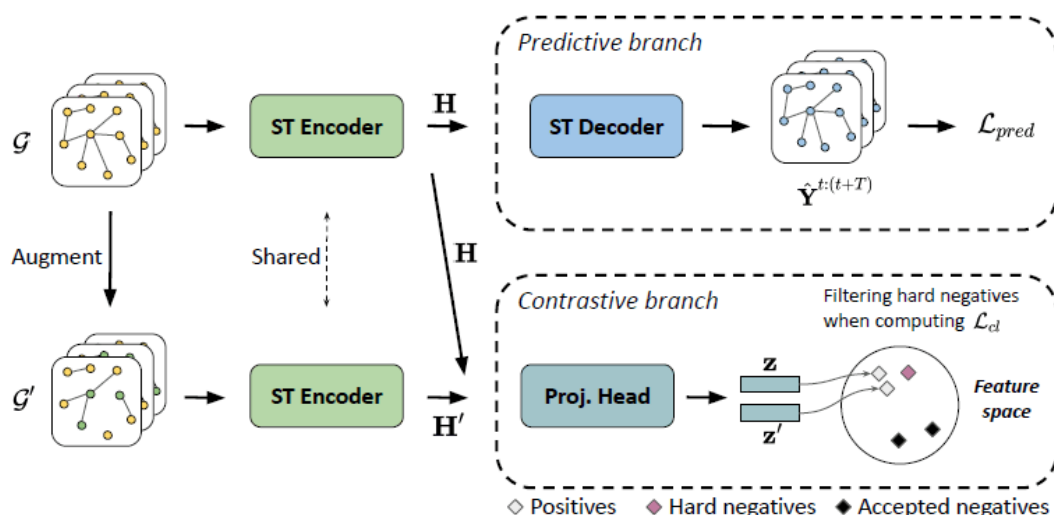 Predictive branch
𝒢
ST Encoder
H
ST Decoder
ℒ_pred
Ŷ^{t:(t+T)}
Augment
Shared
H
Contrastive branch
Filtering hard negatives
when computing ℒ_cl
𝒢′
ST Encoder
H′
Proj. Head
z
z′
Feature
space
Positives
Hard negatives
Accepted negatives